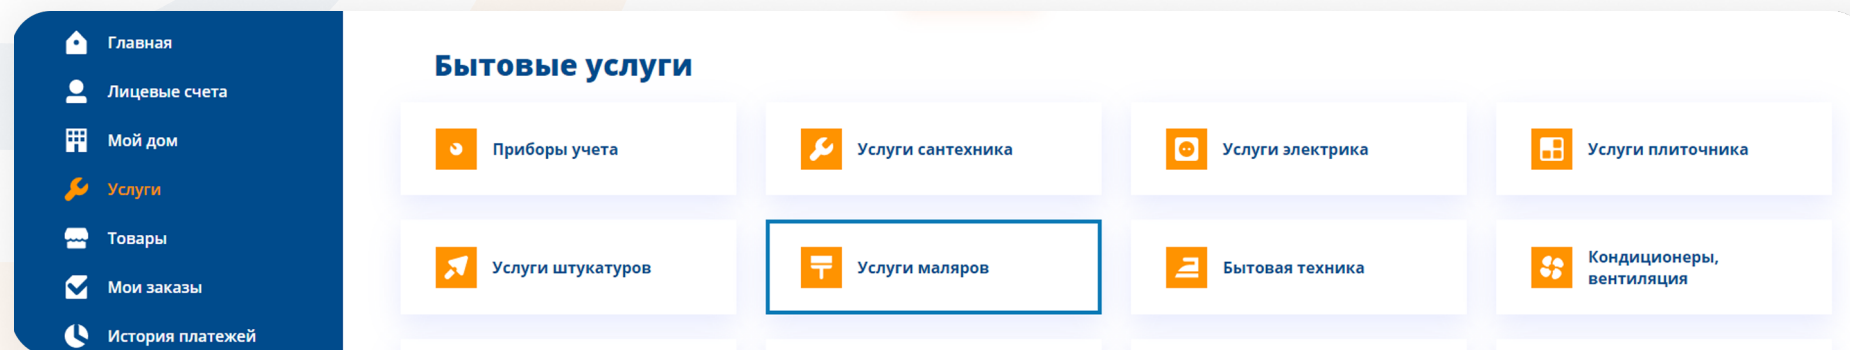 Главная
Лицевые счета
Мой дом
Услуги
Товары
Мои заказы
История платежей
Бытовые услуги
Приборы учета
Услуги сантехника
Услуги электрика
Услуги плиточника
Услуги штукатуров
Услуги маляров
Бытовая техника
Кондиционеры,
вентиляция